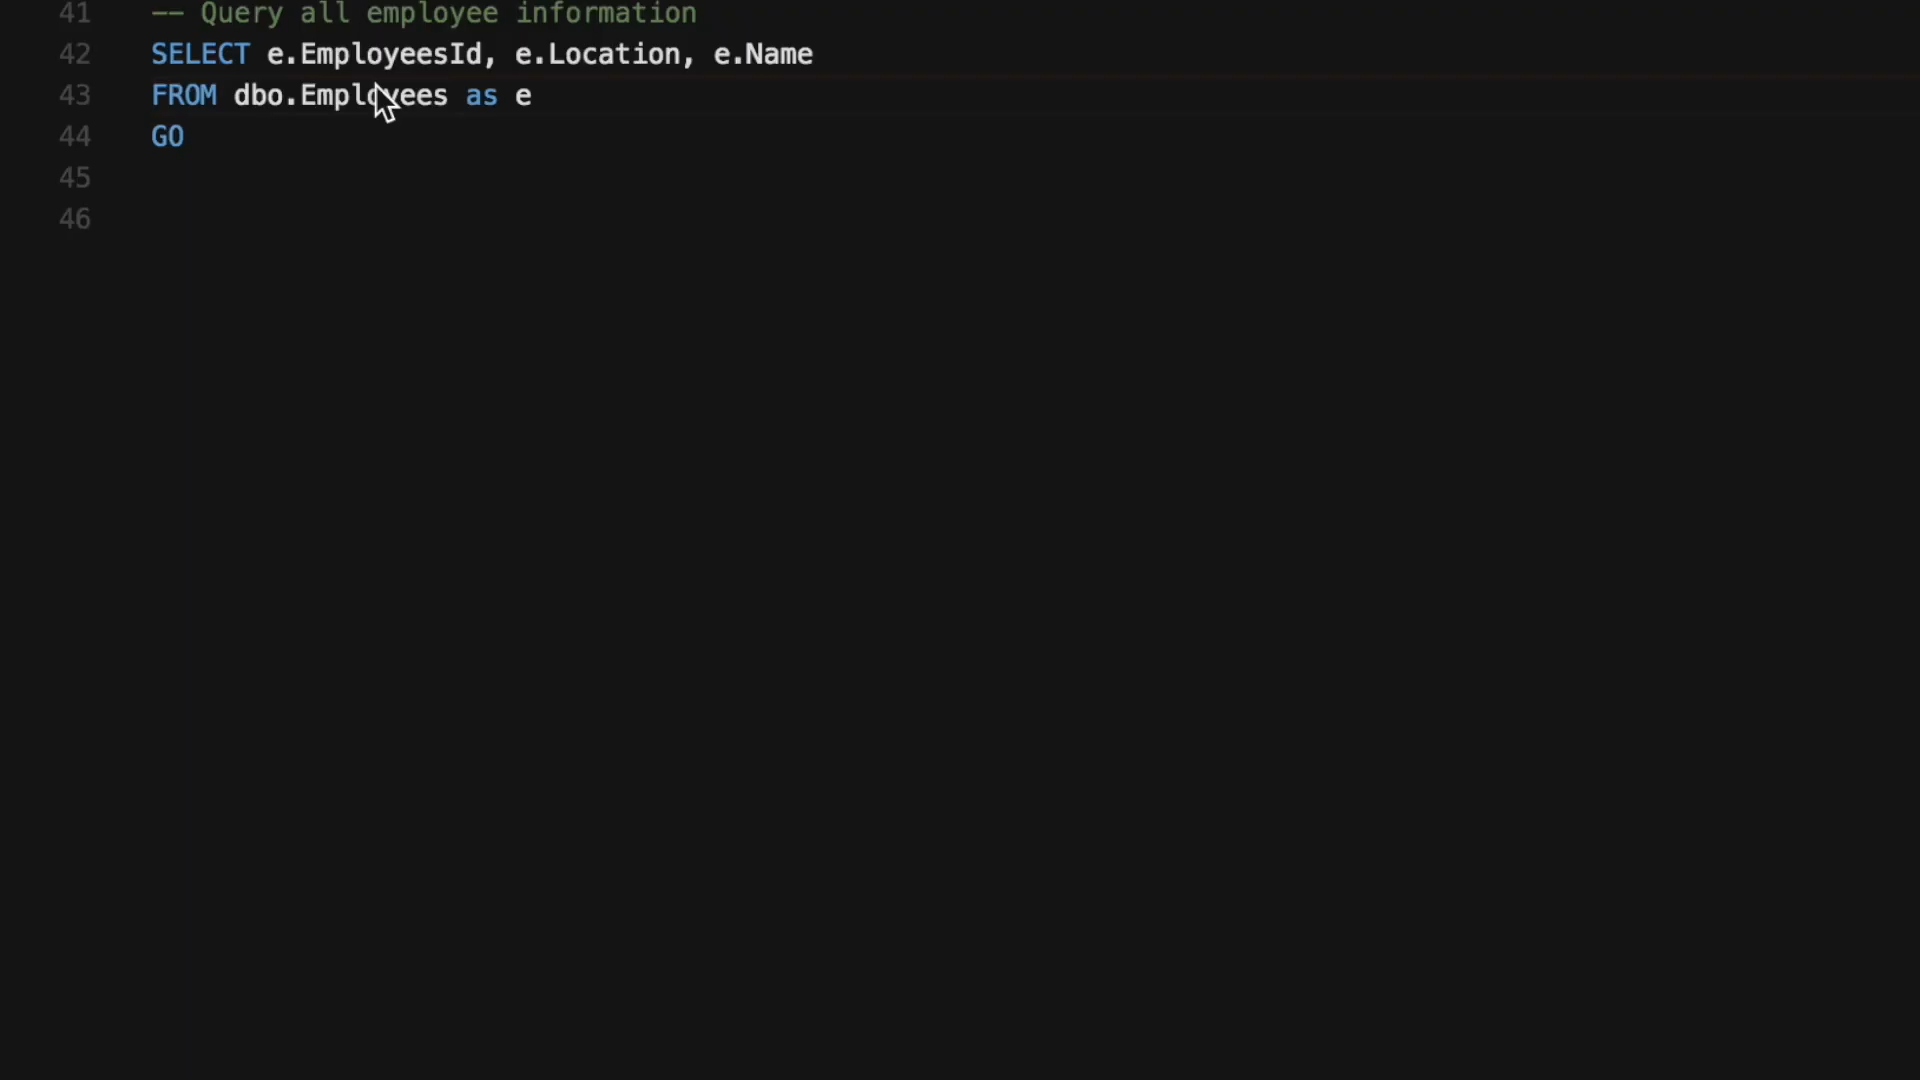 41 -- Query all employee information
42 SELECT e.EmployeesId, e.Location, e.Name
43 FROM dbo.Employees as e
44 GO
45
46